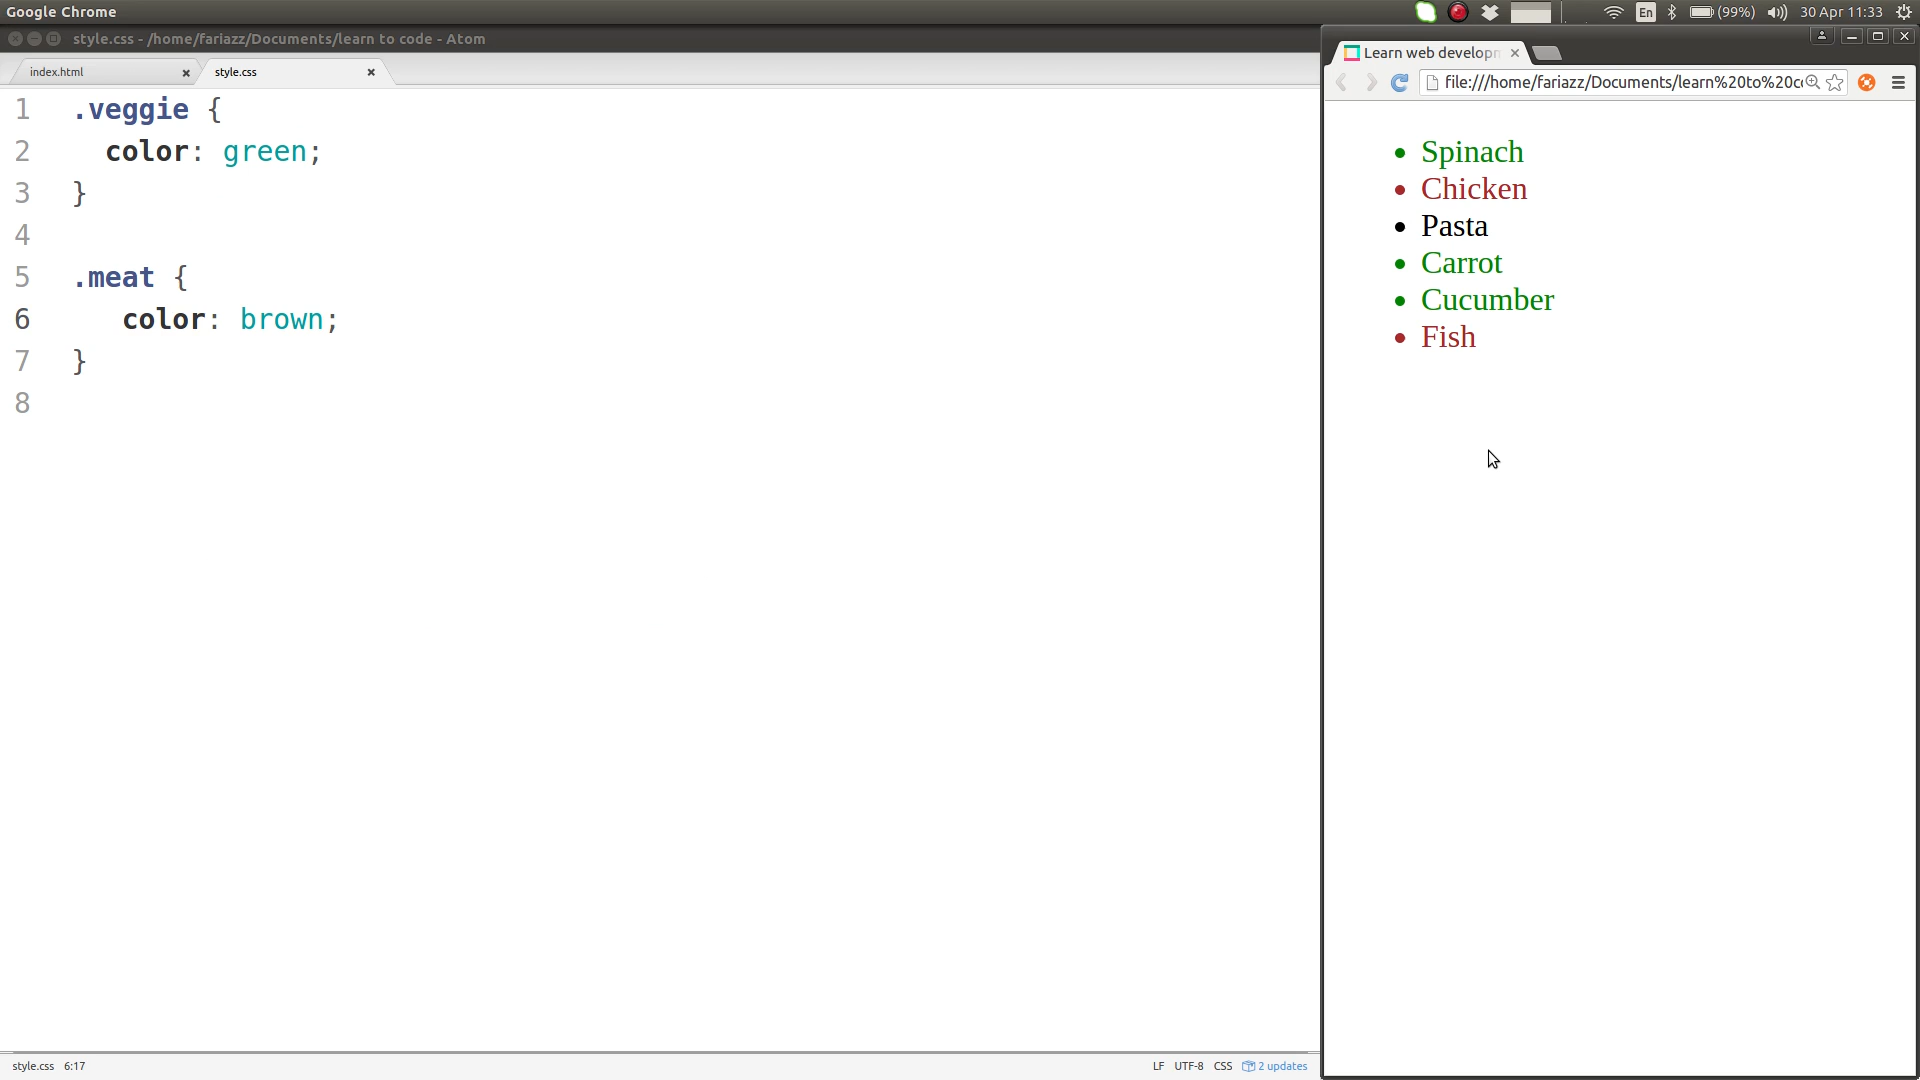 Google Chrome
En
(99%)
30 Apr 11:33
style.css - /home/fariazz/Documents/learn to code - Atom
index.html
style.css
1 .veggie {
2 color: green;
3 }
4
5 .meat {
6 color: brown;
7 }
8
style.css 6:17
LF UTF-8 CSS 2 updates
Learn web developm
file:///home/fariazz/Documents/learn%20to%20co
Spinach
Chicken
Pasta
Carrot
Cucumber
Fish